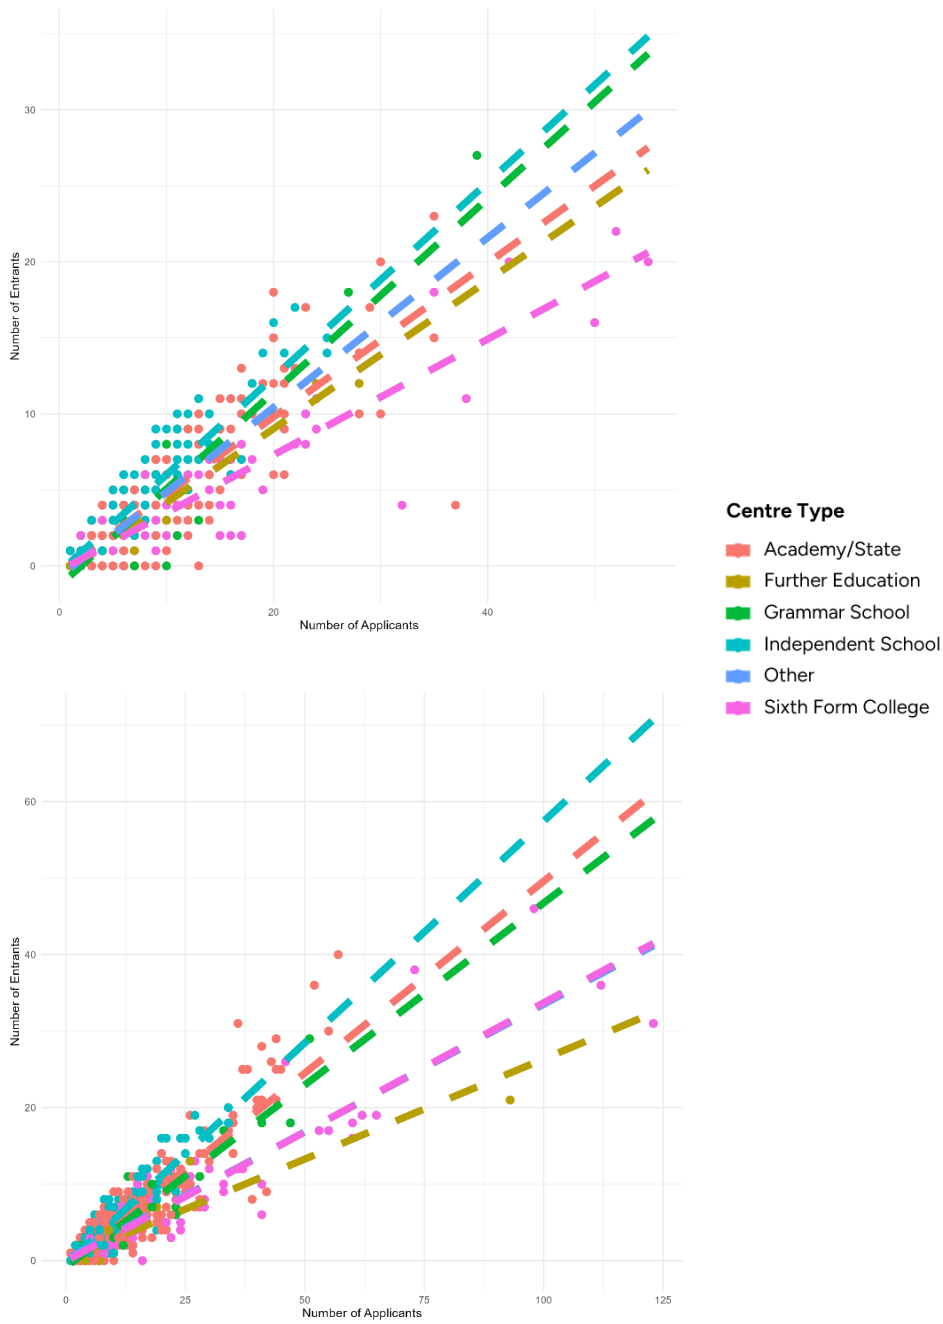 30
20
10
0
Number of Entrants
0
20
40
Number of Applicants
Centre Type
Academy/State
Further Education
Grammar School
Independent School
Other
Sixth Form College
60
40
20
0
Number of Entrants
0
25
50
75
100
125
Number of Applicants